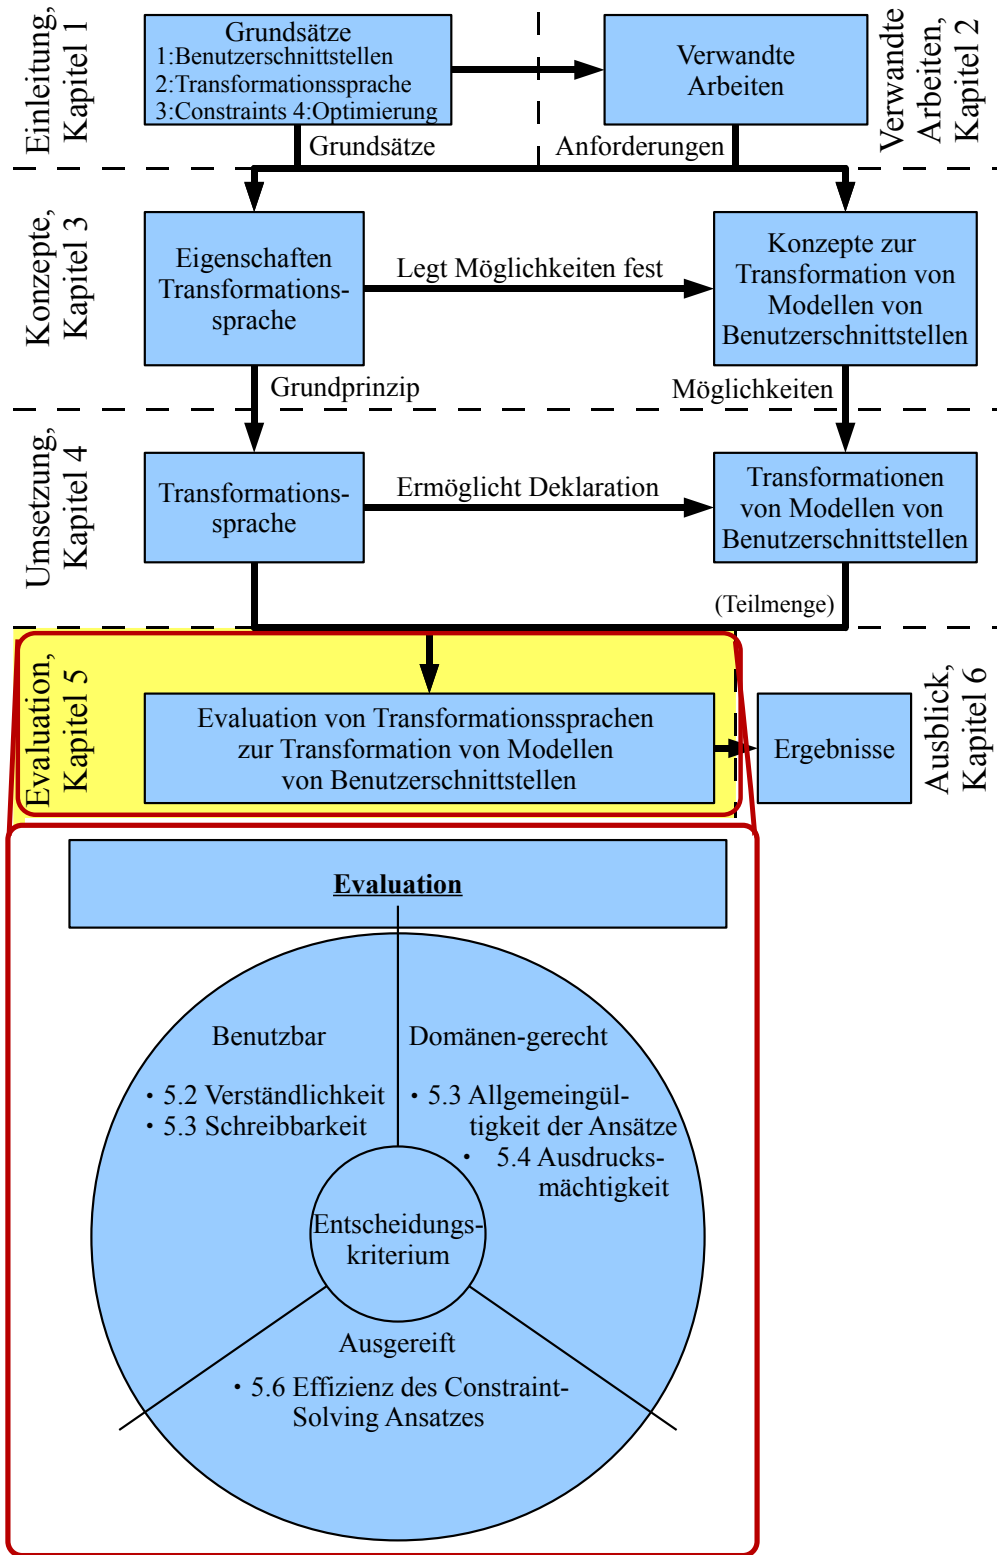 Einleitung,
Kapitel 1
Grundsätze
1:Benutzerschnittstellen
2:Transformationssprache
3:Constraints 4:Optimierung
Verwandte
Arbeiten
Verwandte
Arbeiten,
Kapitel 2
Grundsätze
Anforderungen
Konzepte,
Kapitel 3
Eigenschaften
Transformations-
sprache
Legt Möglichkeiten fest
Konzepte zur
Transformation von
Modellen von
Benutzerschnittstellen
Grundprinzip
Möglichkeiten
Umsetzung,
Kapitel 4
Transformations-
sprache
Ermöglicht Deklaration
Transformationen
von Modellen von
Benutzerschnittstellen
(Teilmenge)
Evaluation,
Kapitel 5
Evaluation von Transformationssprachen
zur Transformation von Modellen
von Benutzerschnittstellen
Ergebnisse
Ausblick,
Kapitel 6
Evaluation
Benutzbar
· 5.2 Verständlichkeit
· 5.3 Schreibbarkeit
Domänen-gerecht
· 5.3 Allgemeingül-
tigkeit der Ansätze
· 5.4 Ausdrucks-
mächtigkeit
Entscheidungs-
kriterium
Ausgereift
· 5.6 Effizienz des Constraint-
Solving Ansatzes